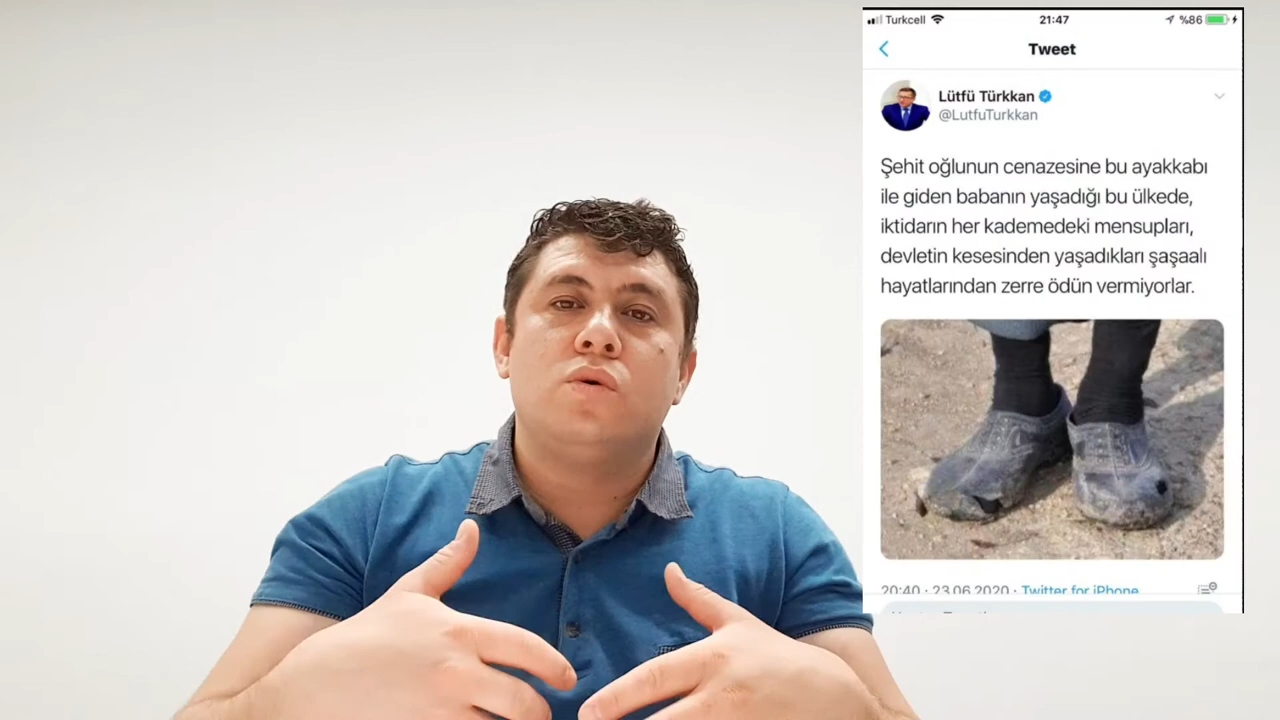 Turkcell
21:47
%86
Tweet
Lütfü Türkkan
@LutfuTurkkan
Şehit oğlunun cenazesine bu ayakkabı
ile giden babanın yaşadığı bu ülkede,
iktidarın her kademedeki mensupları,
devletin kesesinden yaşadıkları şaşaalı
hayatlarından zerre ödün vermiyorlar.
20:40 · 23.06.2020 · Twitter for iPhone